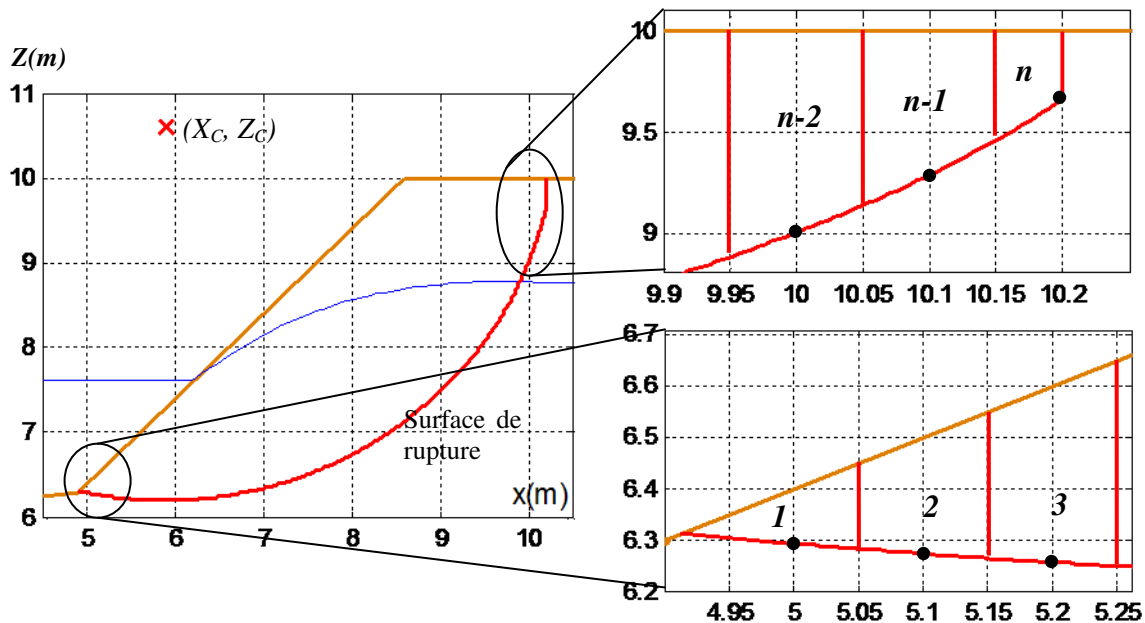 Z(m)
11
10
9
8
7
6
(X_C, Z_C)
Surface de
rupture
x(m)
5 6 7 8 9 10
10
9.5
9
n-2
n-1
n
9.9 9.95 10 10.05 10.1 10.15 10.2
6.7
6.6
6.5
6.4
6.3
6.2
1
2
3
4.95 5 5.05 5.1 5.15 5.2 5.25